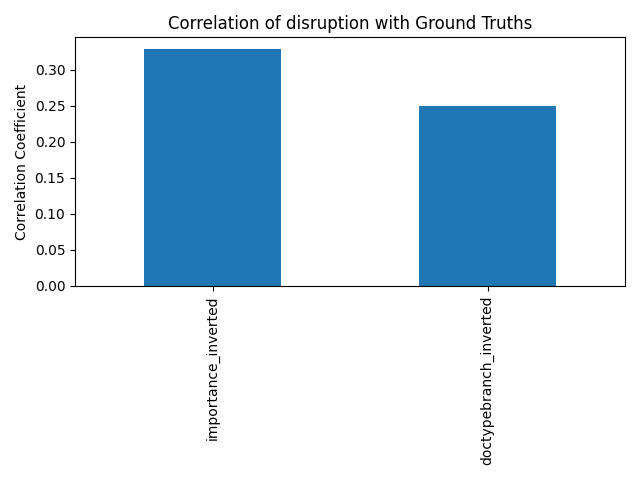 Correlation of disruption with Ground Truths
Correlation Coefficient
0.30
0.25
0.20
0.15
0.10
0.05
0.00
importance_inverted
doctypebranch_inverted